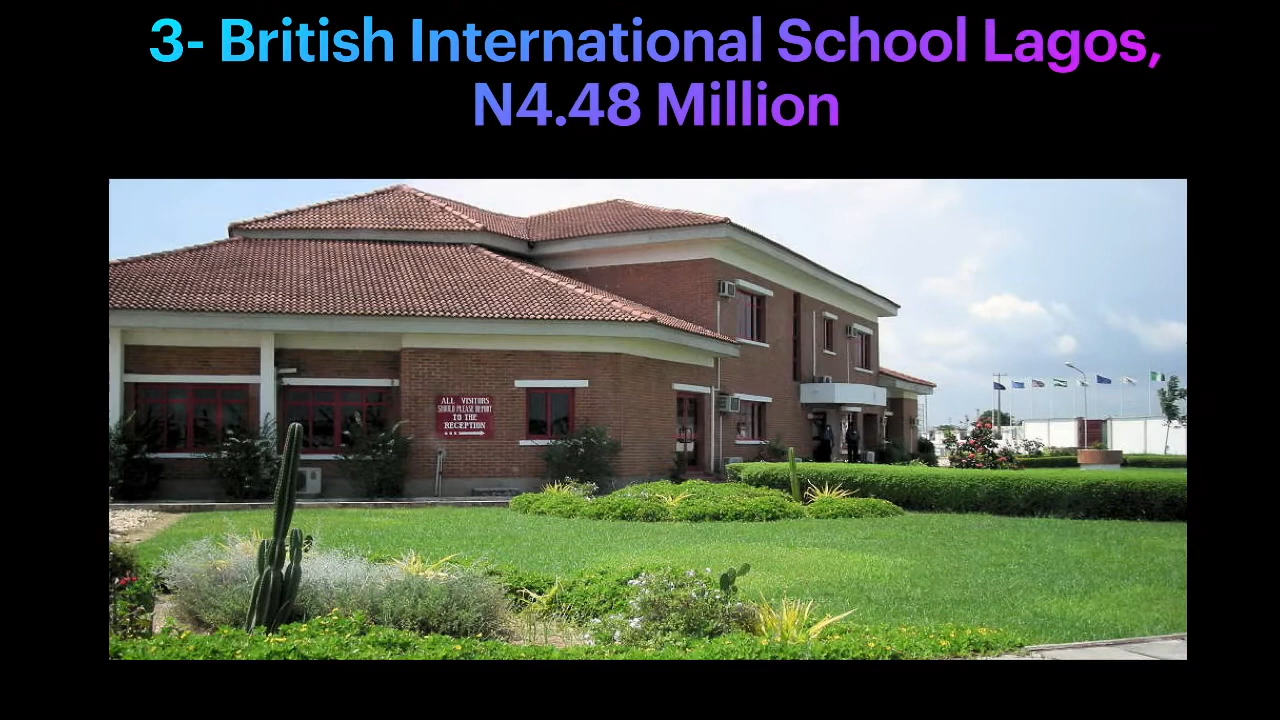 3- British International School Lagos,
N4.48 Million
ALL VISITORS
SHOULD PLEASE REPORT
TO THE
RECEPTION